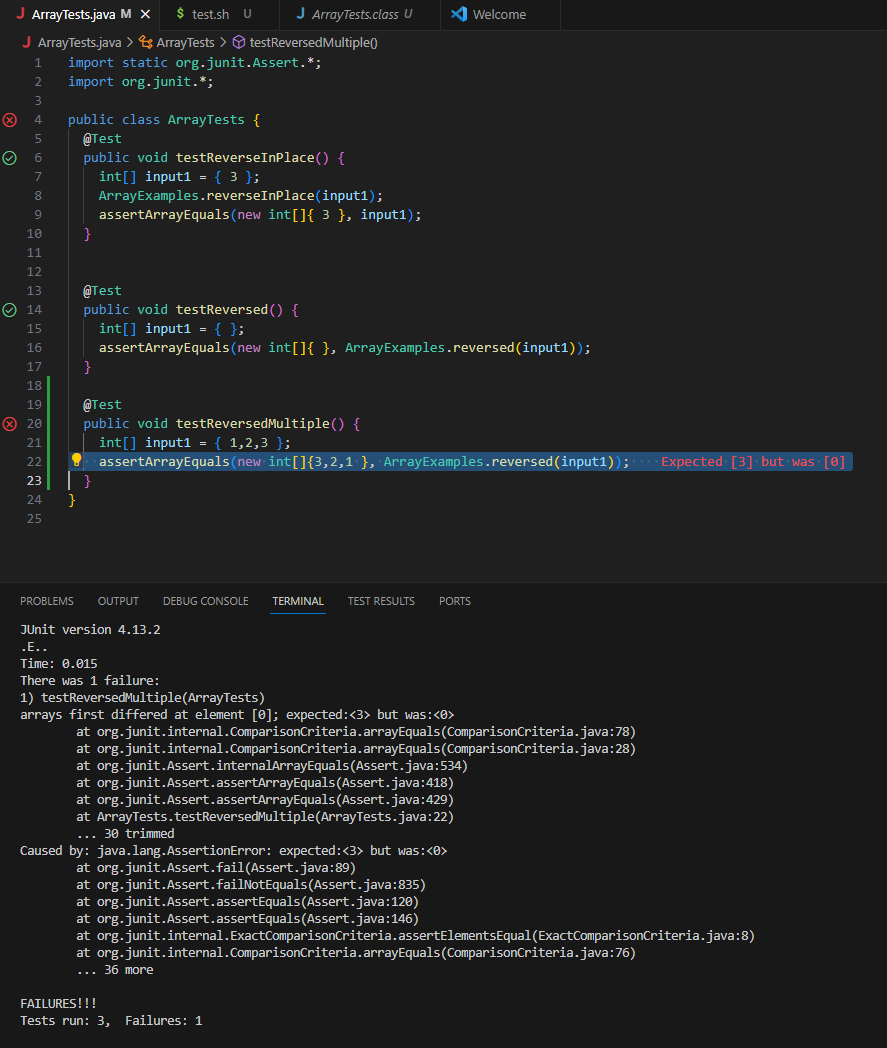 J ArrayTests.java M × $ test.sh U J ArrayTests.class U Welcome
J ArrayTests.java > ArrayTests > testReversedMultiple()
1 import static org.junit.Assert.*;
2 import org.junit.*;
3
4 public class ArrayTests {
5 @Test
6 public void testReverseInPlace() {
7 int[] input1 = { 3 };
8 ArrayExamples.reverseInPlace(input1);
9 assertArrayEquals(new int[]{ 3 }, input1);
10 }
11
12
13 @Test
14 public void testReversed() {
15 int[] input1 = { };
16 assertArrayEquals(new int[]{ }, ArrayExamples.reversed(input1));
17 }
18
19 @Test
20 public void testReversedMultiple() {
21 int[] input1 = { 1,2,3 };
22 assertArrayEquals(new int[]{3,2,1 }, ArrayExamples.reversed(input1)); Expected [3] but was [0]
23 }
24 }
25
PROBLEMS OUTPUT DEBUG CONSOLE TERMINAL TEST RESULTS PORTS
JUnit version 4.13.2
.E..
Time: 0.015
There was 1 failure:
1) testReversedMultiple(ArrayTests)
arrays first differed at element [0]; expected:<3> but was:<0>
at org.junit.internal.ComparisonCriteria.arrayEquals(ComparisonCriteria.java:78)
at org.junit.internal.ComparisonCriteria.arrayEquals(ComparisonCriteria.java:28)
at org.junit.Assert.internalArrayEquals(Assert.java:534)
at org.junit.Assert.assertArrayEquals(Assert.java:418)
at org.junit.Assert.assertArrayEquals(Assert.java:429)
at ArrayTests.testReversedMultiple(ArrayTests.java:22)
... 30 trimmed
Caused by: java.lang.AssertionError: expected:<3> but was:<0>
at org.junit.Assert.fail(Assert.java:89)
at org.junit.Assert.failNotEquals(Assert.java:835)
at org.junit.Assert.assertEquals(Assert.java:120)
at org.junit.Assert.assertEquals(Assert.java:146)
at org.junit.internal.ExactComparisonCriteria.assertElementsEqual(ExactComparisonCriteria.java:8)
at org.junit.internal.ComparisonCriteria.arrayEquals(ComparisonCriteria.java:76)
... 36 more
FAILURES!!!
Tests run: 3,  Failures: 1